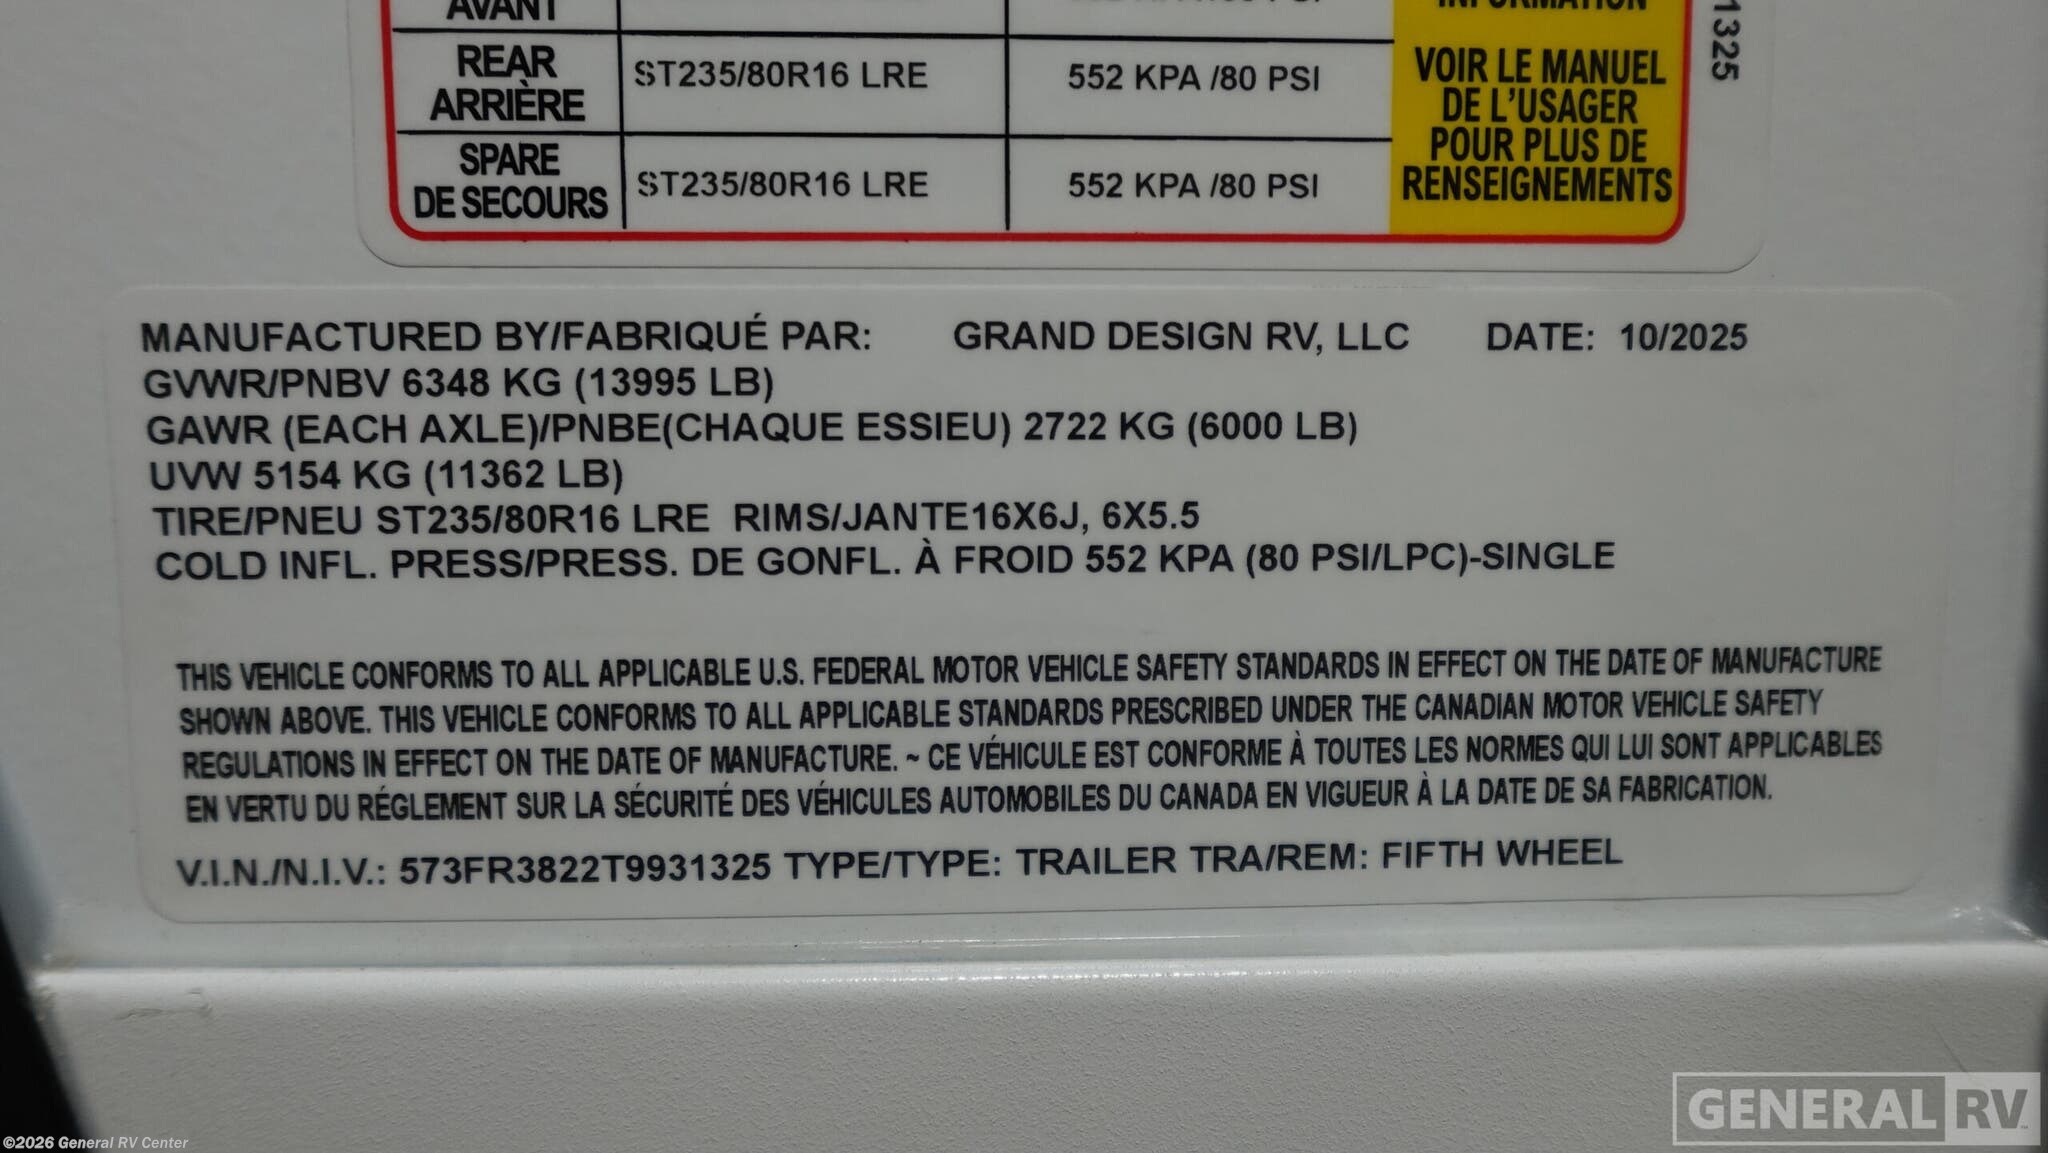 AVANT
INFORMATION
REAR
ARRIÈRE
ST235/80R16 LRE
552 KPA /80 PSI
SPARE
DE SECOURS
ST235/80R16 LRE
552 KPA /80 PSI
VOIR LE MANUEL
DE L'USAGER
POUR PLUS DE
RENSEIGNEMENTS
1325
MANUFACTURED BY/FABRIQUÉ PAR: GRAND DESIGN RV, LLC DATE: 10/2025
GVWR/PNBV 6348 KG (13995 LB)
GAWR (EACH AXLE)/PNBE(CHAQUE ESSIEU) 2722 KG (6000 LB)
UVW 5154 KG (11362 LB)
TIRE/PNEU ST235/80R16 LRE RIMS/JANTE16X6J, 6X5.5
COLD INFL. PRESS/PRESS. DE GONFL. À FROID 552 KPA (80 PSI/LPC)-SINGLE
THIS VEHICLE CONFORMS TO ALL APPLICABLE U.S. FEDERAL MOTOR VEHICLE SAFETY STANDARDS IN EFFECT ON THE DATE OF MANUFACTURE
SHOWN ABOVE. THIS VEHICLE CONFORMS TO ALL APPLICABLE STANDARDS PRESCRIBED UNDER THE CANADIAN MOTOR VEHICLE SAFETY
REGULATIONS IN EFFECT ON THE DATE OF MANUFACTURE. ~ CE VÉHICULE EST CONFORME À TOUTES LES NORMES QUI LUI SONT APPLICABLES
EN VERTU DU RÉGLEMENT SUR LA SÉCURITÉ DES VÉHICULES AUTOMOBILES DU CANADA EN VIGUEUR À LA DATE DE SA FABRICATION.
V.I.N./N.I.V.: 573FR3822T9931325 TYPE/TYPE: TRAILER TRA/REM: FIFTH WHEEL
GENERAL RV
©2026 General RV Center